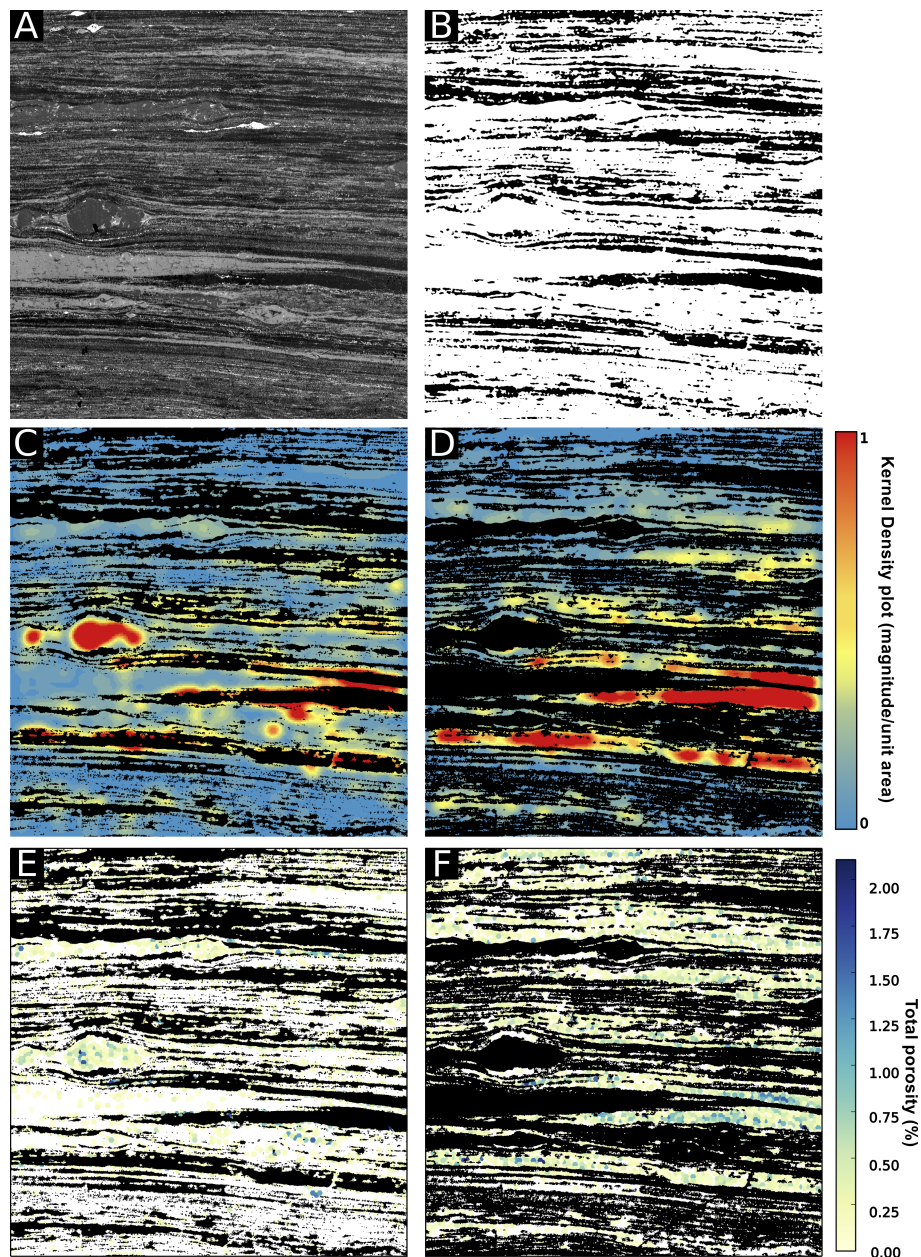 A
B
C
D
1
Kernel Density plot (magnitude/unit area)
0
E
F
2.00
1.75
1.50
1.25
1.00
0.75
0.50
0.25
0.00
Total porosity (%)